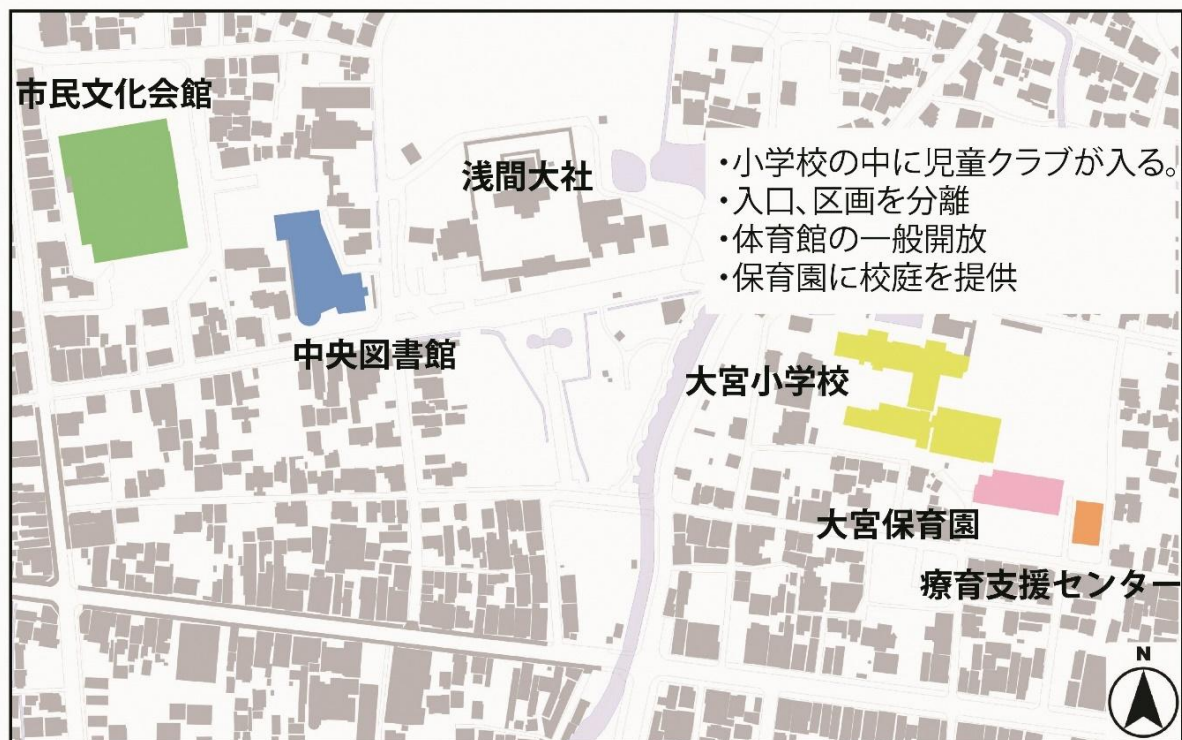 市民文化会館
浅間大社
・小学校の中に児童クラブが入る。
・入口、区画を分離
・体育館の一般開放
・保育園に校庭を提供
中央図書館
大宮小学校
大宮保育園
療育支援センター
N